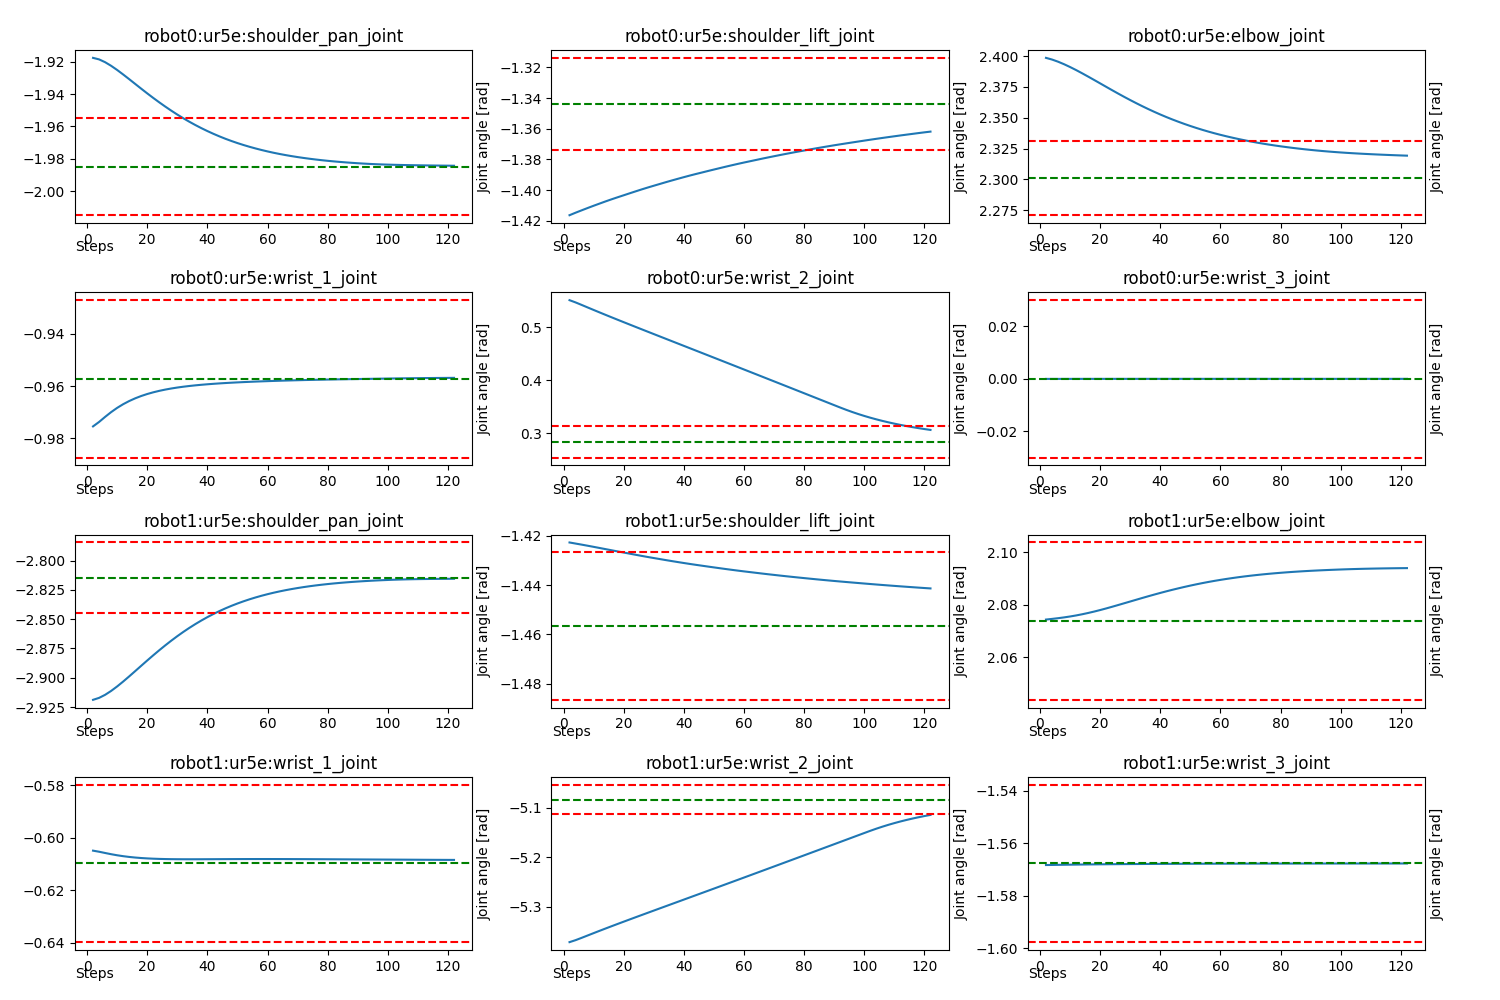 robot0:ur5e:shoulder_pan_joint
−1.92
−1.94
−1.96
−1.98
−2.00
0 20 40 60 80 100 120
Steps
Joint angle [rad]
robot0:ur5e:shoulder_lift_joint
−1.32
−1.34
−1.36
−1.38
−1.40
−1.42
0 20 40 60 80 100 120
Steps
Joint angle [rad]
robot0:ur5e:elbow_joint
2.400
2.375
2.350
2.325
2.300
2.275
0 20 40 60 80 100 120
Steps
Joint angle [rad]
robot0:ur5e:wrist_1_joint
−0.94
−0.96
−0.98
0 20 40 60 80 100 120
Steps
Joint angle [rad]
robot0:ur5e:wrist_2_joint
0.5
0.4
0.3
0 20 40 60 80 100 120
Steps
Joint angle [rad]
robot0:ur5e:wrist_3_joint
0.02
0.00
−0.02
0 20 40 60 80 100 120
Steps
Joint angle [rad]
robot1:ur5e:shoulder_pan_joint
−2.800
−2.825
−2.850
−2.875
−2.900
−2.925
0 20 40 60 80 100 120
Steps
Joint angle [rad]
robot1:ur5e:shoulder_lift_joint
−1.42
−1.44
−1.46
−1.48
0 20 40 60 80 100 120
Steps
Joint angle [rad]
robot1:ur5e:elbow_joint
2.10
2.08
2.06
0 20 40 60 80 100 120
Steps
Joint angle [rad]
robot1:ur5e:wrist_1_joint
−0.58
−0.60
−0.62
−0.64
0 20 40 60 80 100 120
Steps
Joint angle [rad]
robot1:ur5e:wrist_2_joint
−5.1
−5.2
−5.3
0 20 40 60 80 100 120
Steps
Joint angle [rad]
robot1:ur5e:wrist_3_joint
−1.54
−1.56
−1.58
−1.60
0 20 40 60 80 100 120
Steps
Joint angle [rad]